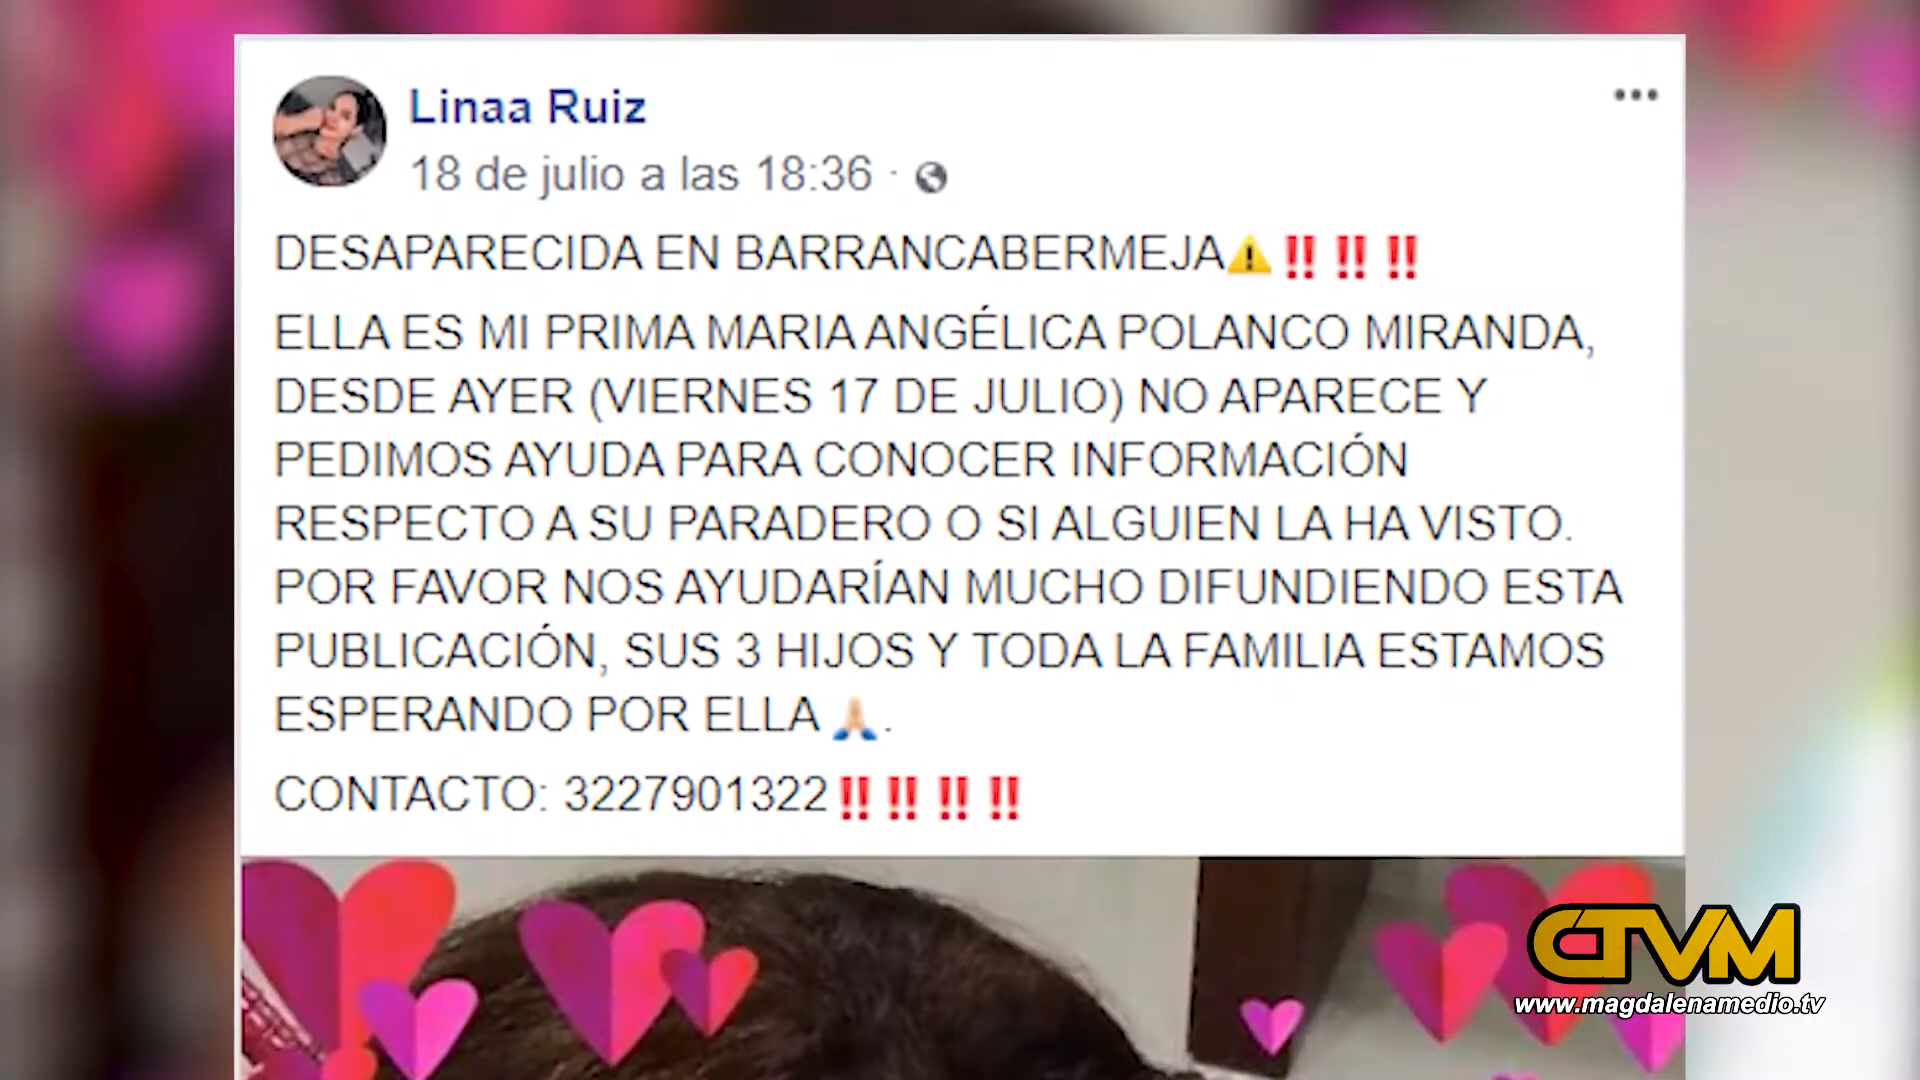 Linaa Ruiz
18 de julio a las 18:36 ·
DESAPARECIDA EN BARRANCABERMEJA⚠️‼️‼️‼️
ELLA ES MI PRIMA MARIA ANGÉLICA POLANCO MIRANDA,
DESDE AYER (VIERNES 17 DE JULIO) NO APARECE Y
PEDIMOS AYUDA PARA CONOCER INFORMACIÓN
RESPECTO A SU PARADERO O SI ALGUIEN LA HA VISTO.
POR FAVOR NOS AYUDARÍAN MUCHO DIFUNDIENDO ESTA
PUBLICACIÓN, SUS 3 HIJOS Y TODA LA FAMILIA ESTAMOS
ESPERANDO POR ELLA 🙏🏼.
CONTACTO: 3227901322‼️‼️‼️‼️
CTVM
www.magdalenamedio.tv